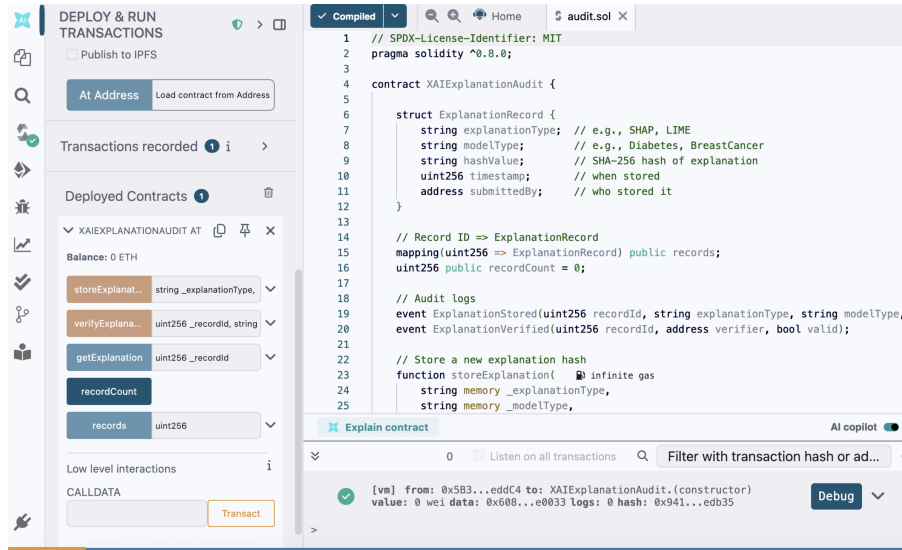 DEPLOY & RUN
TRANSACTIONS
Publish to IPFS
At Address
Load contract from Address
Transactions recorded 1 i
Deployed Contracts 1
XAIEXPLANATIONAUDIT AT
Balance: 0 ETH
storeExplanat...
string _explanationType,
verifyExplana...
uint256 _recordId, string
getExplanation
uint256 _recordId
recordCount
records
uint256
Low level interactions
i
CALLDATA
Transact
Compiled
Home
audit.sol
1 // SPDX-License-Identifier: MIT
2 pragma solidity ^0.8.0;
3
4 contract XAIExplanationAudit {
5
6 struct ExplanationRecord {
7 string explanationType; // e.g., SHAP, LIME
8 string modelType; // e.g., Diabetes, BreastCancer
9 string hashValue; // SHA-256 hash of explanation
10 uint256 timestamp; // when stored
11 address submittedBy; // who stored it
12 }
13
14 // Record ID => ExplanationRecord
15 mapping(uint256 => ExplanationRecord) public records;
16 uint256 public recordCount = 0;
17
18 // Audit logs
19 event ExplanationStored(uint256 recordId, string explanationType, string modelType,
20 event ExplanationVerified(uint256 recordId, address verifier, bool valid);
21
22 // Store a new explanation hash
23 function storeExplanation( infinite gas
24 string memory _explanationType,
25 string memory _modelType,
Explain contract
AI copilot
0
Listen on all transactions
Filter with transaction hash or ad...
[vm] from: 0x5B3...eddC4 to: XAIExplanationAudit.(constructor)
value: 0 wei data: 0x608...e0033 logs: 0 hash: 0x941...edb35
Debug
>